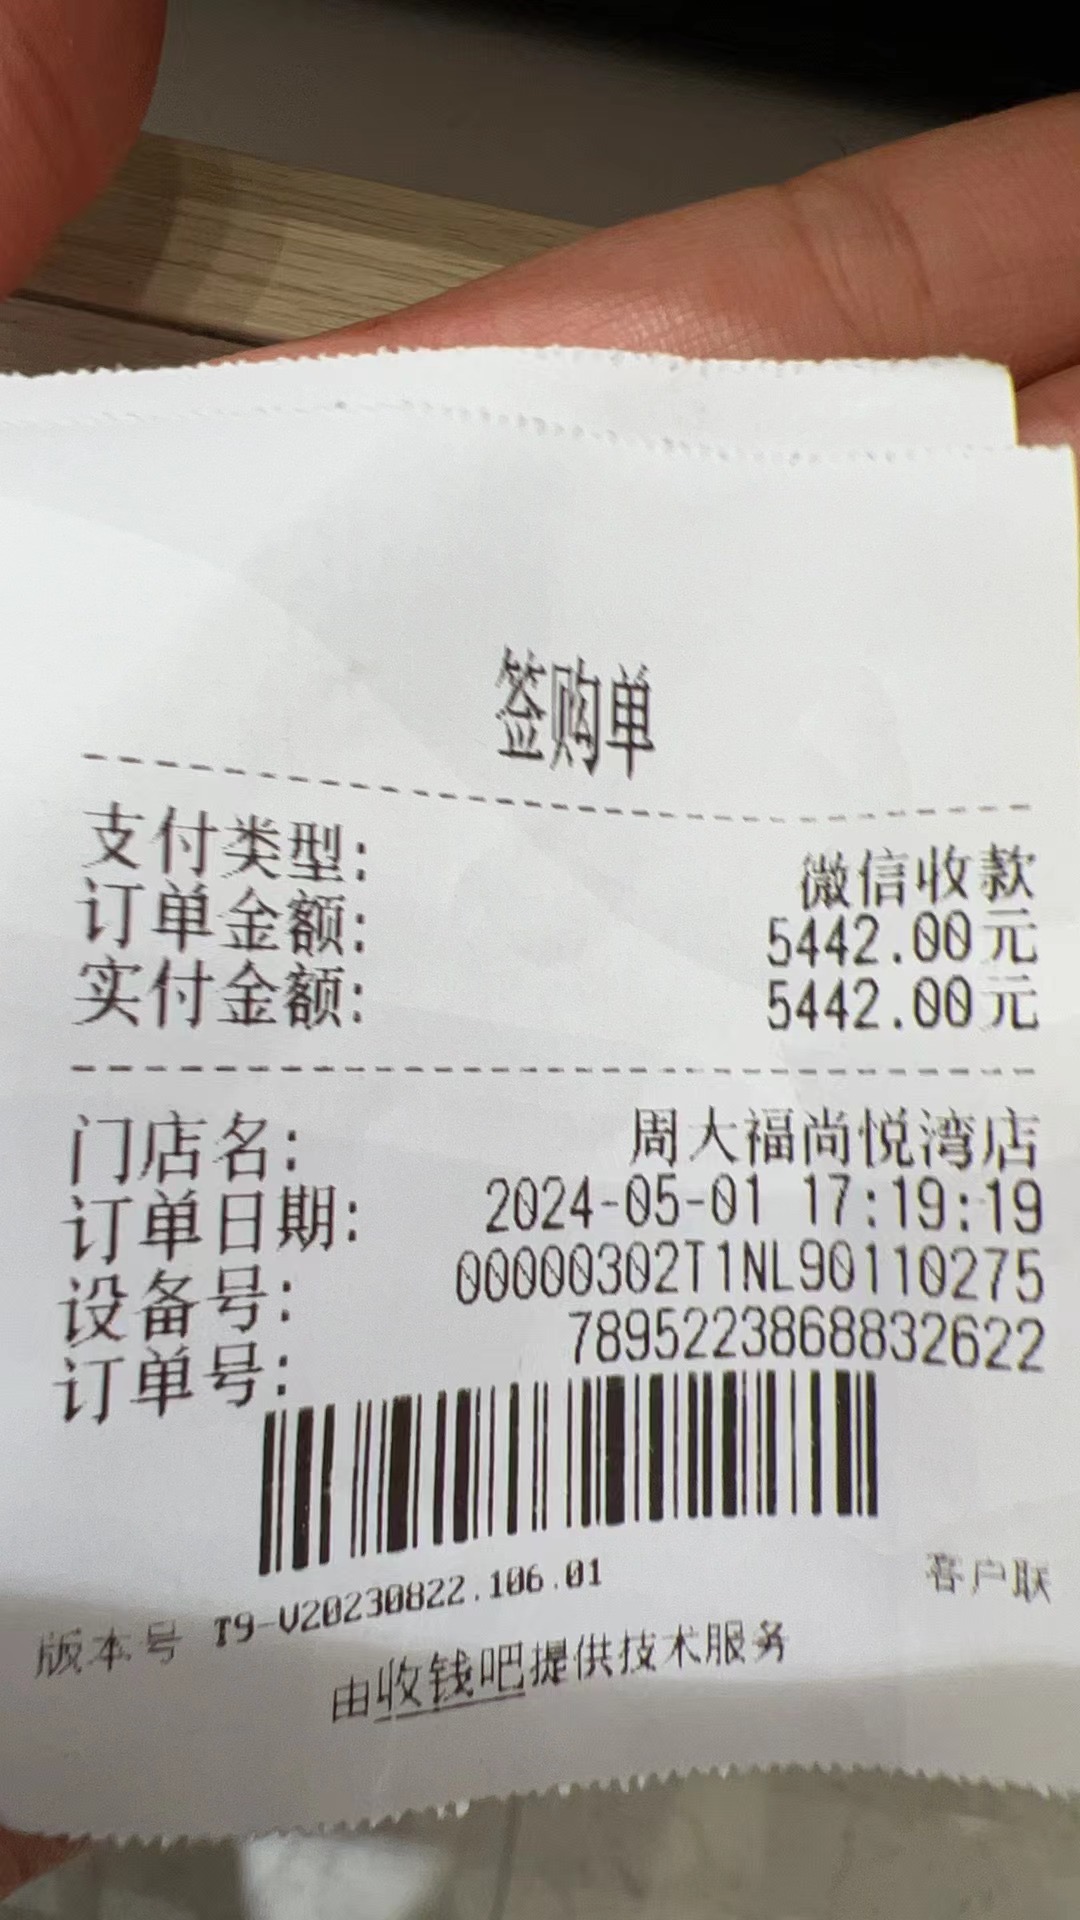 签购单
支付类型: 微信收款
订单金额: 5442.00元
实付金额: 5442.00元
门店名: 周大福尚悦湾店
订单日期: 2024-05-01 17:19:19
设备号: 00000302T1NL90110275
订单号: 7895223868832622
版本号 T9-V20230822.106.01 客户联
由收钱吧提供技术服务